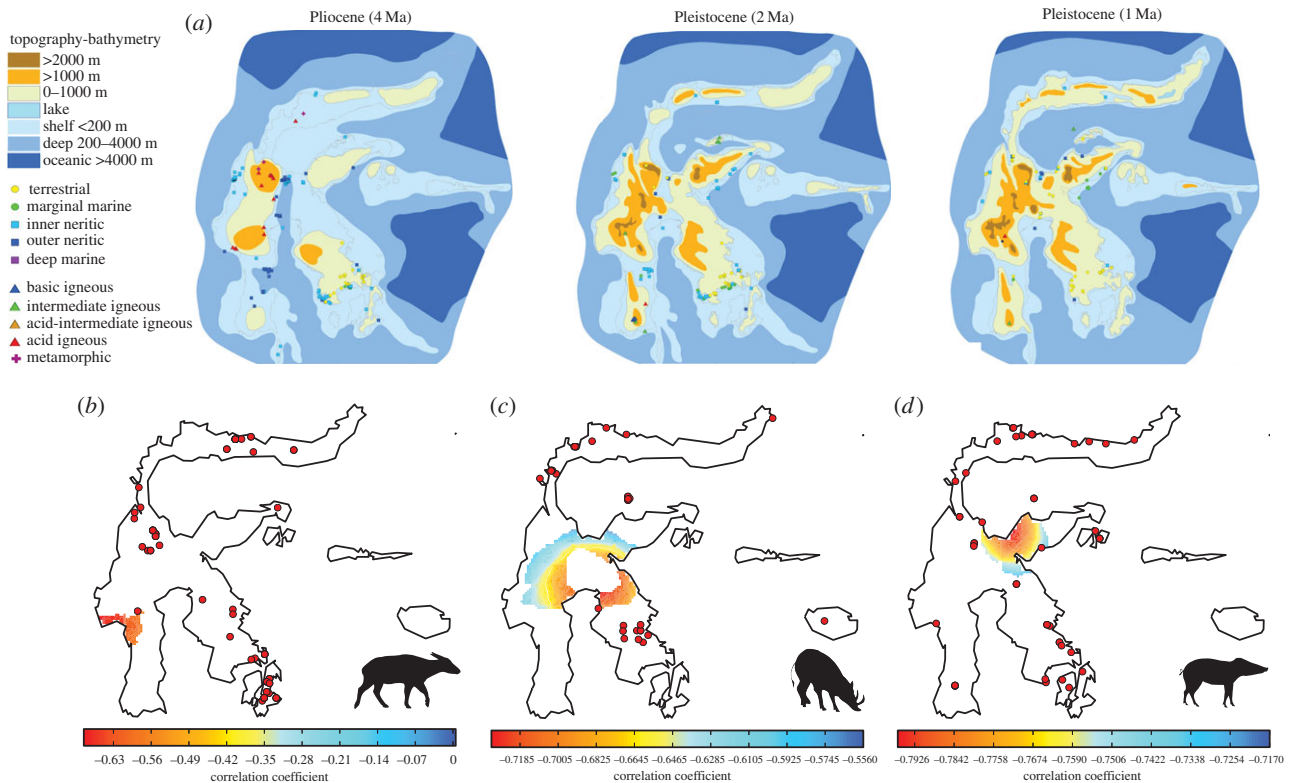 (a)
Pliocene (4 Ma)
Pleistocene (2 Ma)
Pleistocene (1 Ma)
topography-bathymetry
>2000 m
>1000 m
0–1000 m
lake
shelf <200 m
deep 200–4000 m
oceanic >4000 m
terrestrial
marginal marine
inner neritic
outer neritic
deep marine
basic igneous
intermediate igneous
acid-intermediate igneous
acid igneous
metamorphic
(b)
(c)
(d)
−0.63 −0.56 −0.49 −0.42 −0.35 −0.28 −0.21 −0.14 −0.07 0
correlation coefficient
−0.7185 −0.7005 −0.6825 −0.6645 −0.6465 −0.6285 −0.6105 −0.5925 −0.5745 −0.5560
correlation coefficient
−0.7926 −0.7842 −0.7758 −0.7674 −0.7590 −0.7506 −0.7422 −0.7338 −0.7254 −0.7170
correlation coefficient